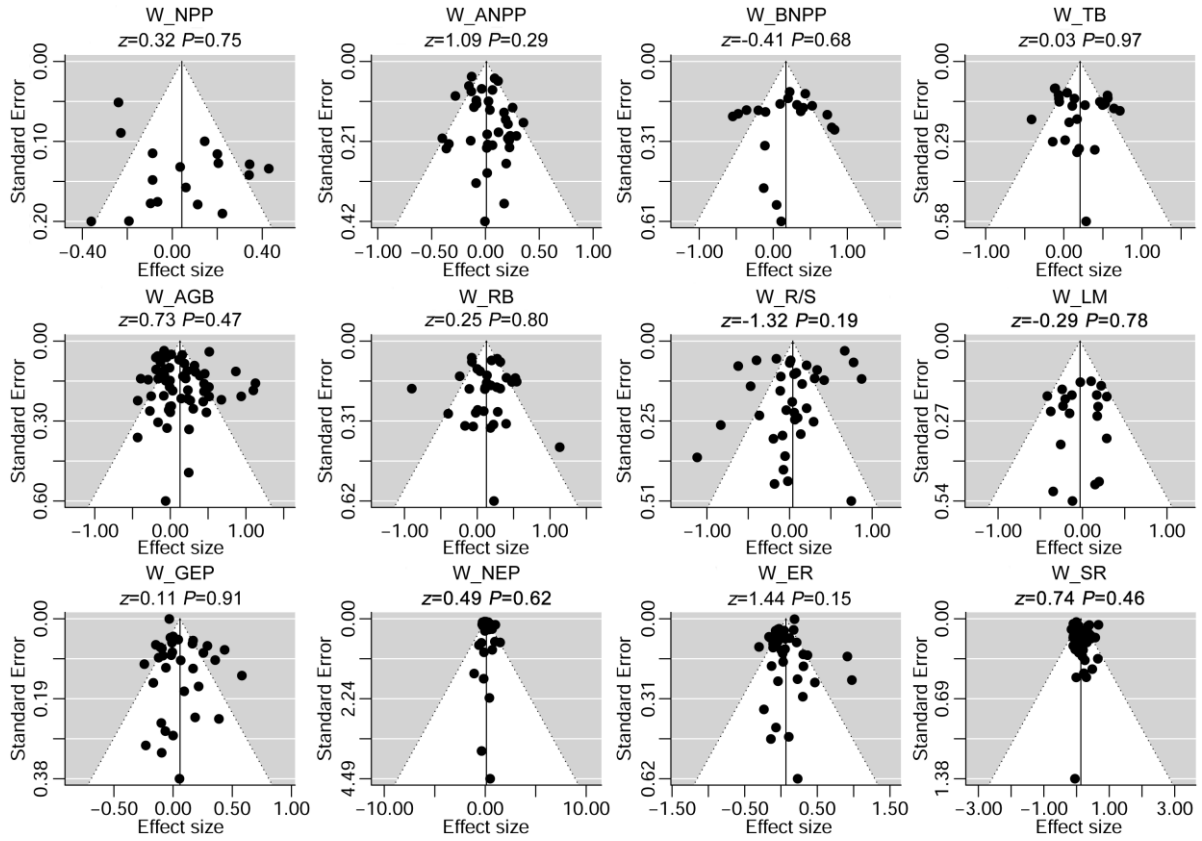 W_NPP
z=0.32 P=0.75
Standard Error
0.00
0.10
0.20
−0.40
0.00
0.40
Effect size
W_ANPP
z=1.09 P=0.29
Standard Error
0.00
0.21
0.42
−1.00
−0.50
0.00
0.50
1.00
Effect size
W_BNPP
z=-0.41 P=0.68
Standard Error
0.00
0.31
0.61
−1.00
0.00
1.00
Effect size
W_TB
z=0.03 P=0.97
Standard Error
0.00
0.29
0.58
−1.00
0.00
1.00
Effect size
W_AGB
z=0.73 P=0.47
Standard Error
0.00
0.30
0.60
−1.00
0.00
1.00
Effect size
W_RB
z=0.25 P=0.80
Standard Error
0.00
0.31
0.62
−1.00
0.00
1.00
Effect size
W_R/S
z=-1.32 P=0.19
Standard Error
0.00
0.25
0.51
−1.00
0.00
1.00
Effect size
W_LM
z=-0.29 P=0.78
Standard Error
0.00
0.27
0.54
−1.00
0.00
1.00
Effect size
W_GEP
z=0.11 P=0.91
Standard Error
0.00
0.19
0.38
−0.50
0.00
0.50
1.00
Effect size
W_NEP
z=0.49 P=0.62
Standard Error
0.00
2.24
4.49
−10.00
0.00
5.00
10.00
Effect size
W_ER
z=1.44 P=0.15
Standard Error
0.00
0.31
0.62
−1.50
−0.50
0.50
1.50
Effect size
W_SR
z=0.74 P=0.46
Standard Error
0.00
0.69
1.38
−3.00
−1.00
1.00
3.00
Effect size